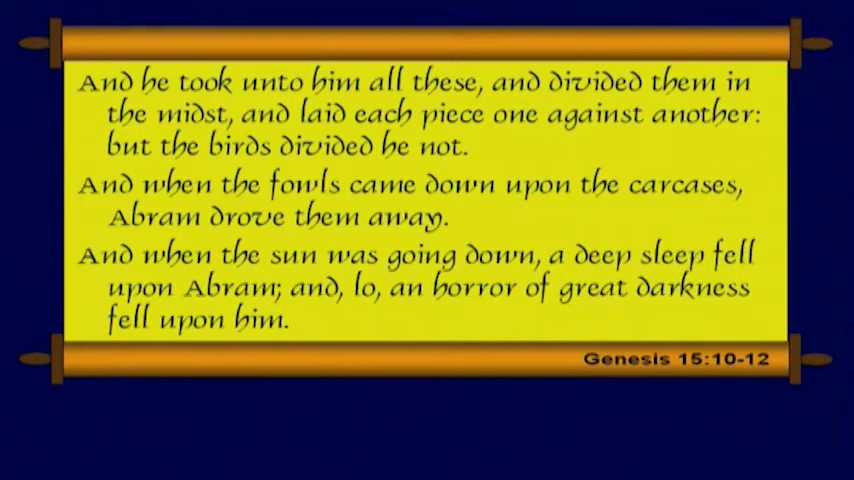 And he took unto him all these, and divided them in
the midst, and laid each piece one against another:
but the birds divided he not.
And when the fowls came down upon the carcases,
Abram drove them away.
And when the sun was going down, a deep sleep fell
upon Abram; and, lo, an horror of great darkness
fell upon him.
Genesis 15:10-12